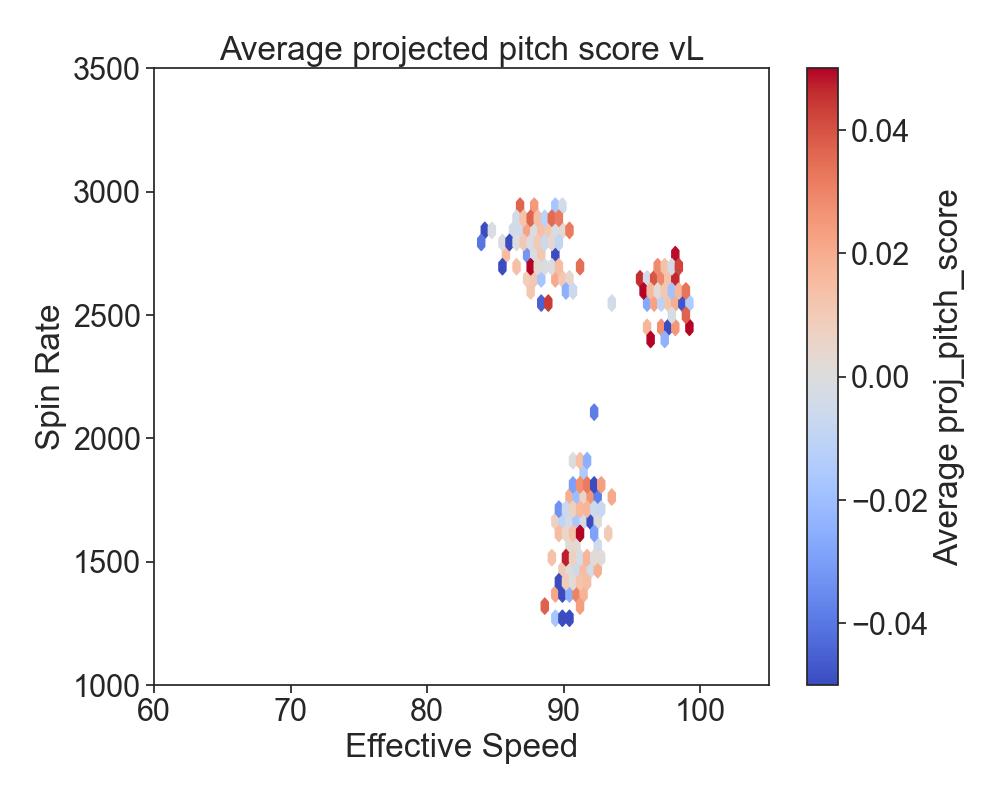 Average projected pitch score vL
3500
3000
2500
2000
1500
1000
Spin Rate
60 70 80 90 100
Effective Speed
0.04
0.02
0.00
−0.02
−0.04
Average proj_pitch_score